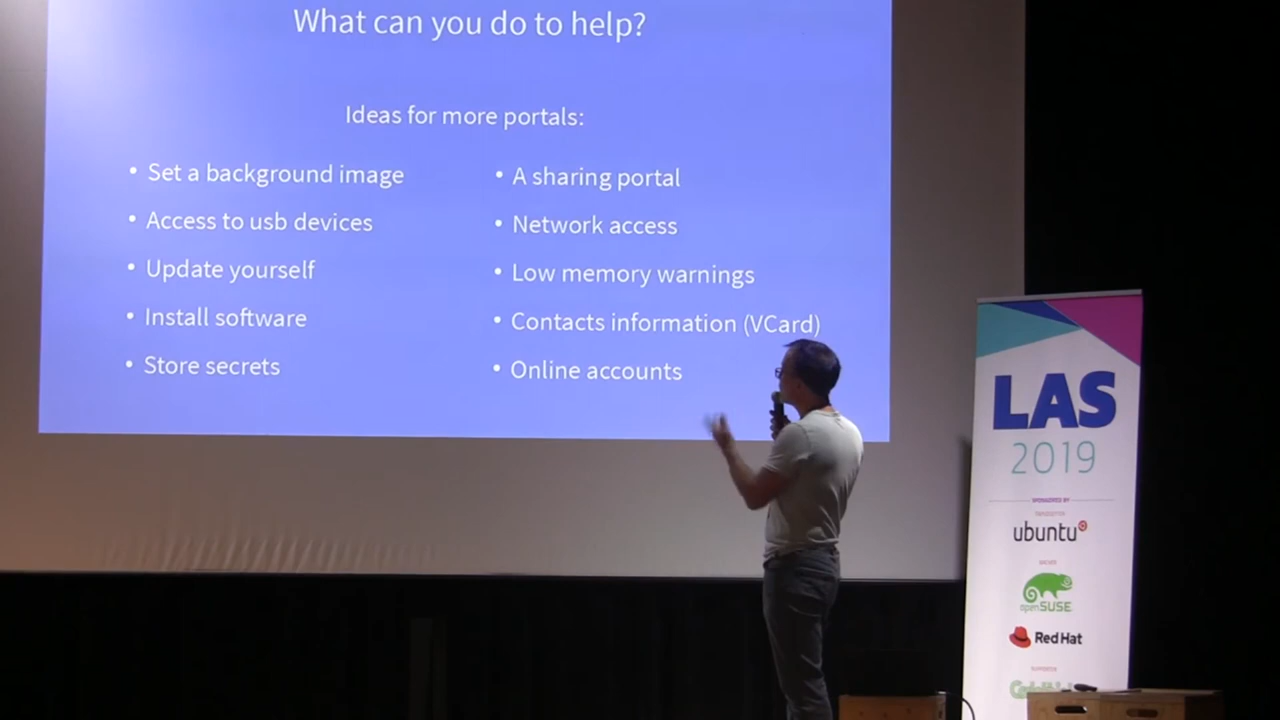 What can you do to help?
Ideas for more portals:
• Set a background image
• Access to usb devices
• Update yourself
• Install software
• Store secrets
• A sharing portal
• Network access
• Low memory warnings
• Contacts information (VCard)
• Online accounts
LAS
2019
SPONSORED BY
ubuntu
openSUSE
Red Hat